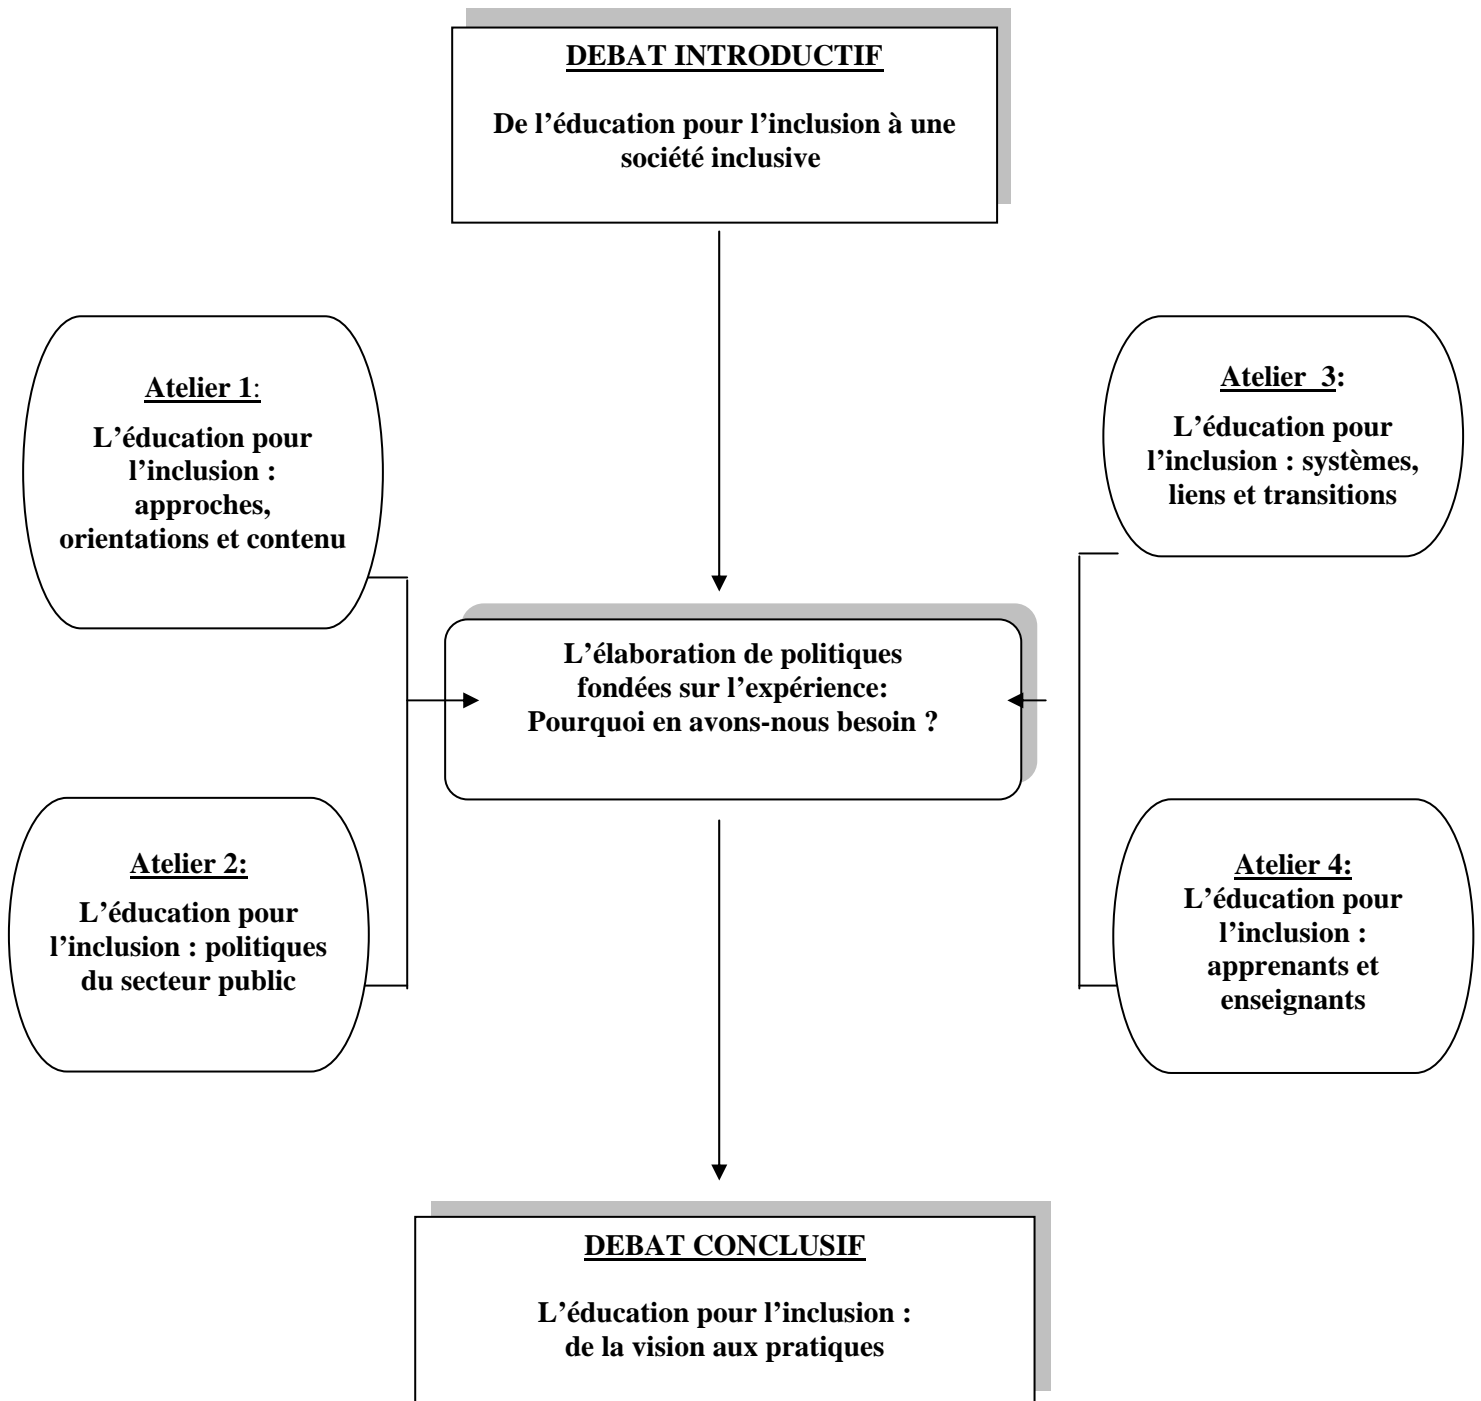 DEBAT INTRODUCTIF
De l’éducation pour l’inclusion à une
société inclusive
Atelier 1:
L’éducation pour
l’inclusion :
approches,
orientations et contenu
Atelier  3:
L’éducation pour
l’inclusion : systèmes,
liens et transitions
L’élaboration de politiques
fondées sur l’expérience:
Pourquoi en avons-nous besoin ?
Atelier 2:
L’éducation pour
l’inclusion : politiques
du secteur public
Atelier 4:
L’éducation pour
l’inclusion :
apprenants et
enseignants
DEBAT CONCLUSIF
L’éducation pour l’inclusion :
de la vision aux pratiques